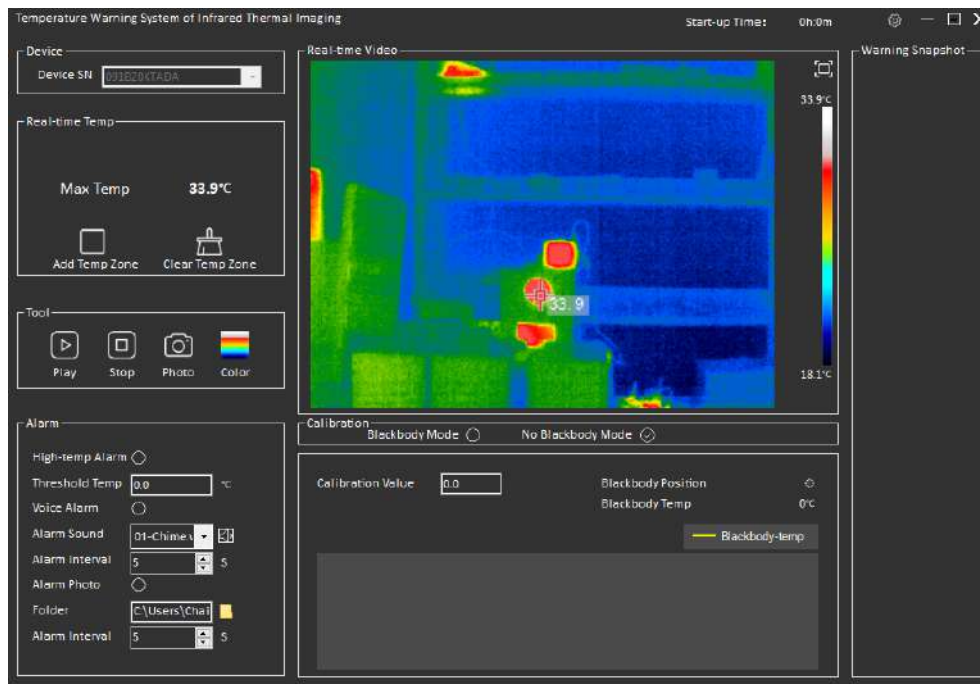 Temperature Warning System of Infrared Thermal Imaging
Start-up Time: 0h:0m
Device
Device SN
Real-time Temp
Max Temp 33.9℃
Add Temp Zone Clear Temp Zone
Tool
Play Stop Photo Color
Alarm
High-temp Alarm
Threshold Temp 0.0 ℃
Voice Alarm
Alarm Sound 01-Chime
Alarm Interval 5 S
Alarm Photo
Folder C:\Users\Chai
Alarm Interval 5 S
Real-time Video
33.9℃
33.9
18.1℃
Calibration
Blackbody Mode No Blackbody Mode
Calibration Value 0.0
Blackbody Position
Blackbody Temp 0℃
Blackbody-temp
Warning Snapshot